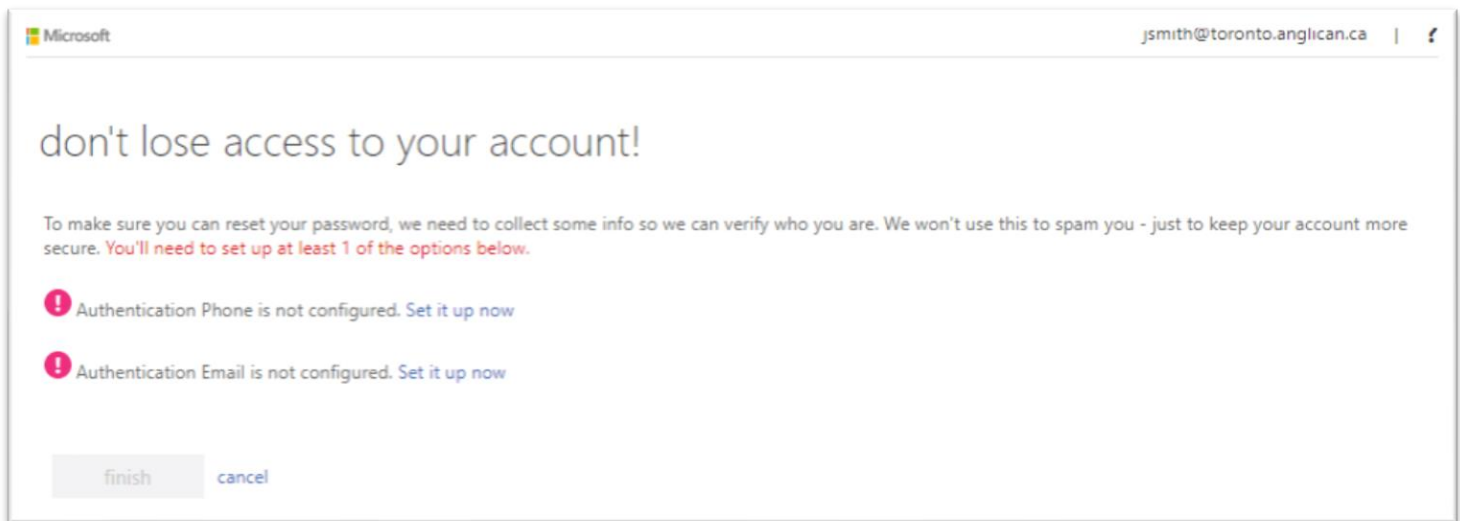 Microsoft
jsmith@toronto.anglican.ca | ?
don't lose access to your account!
To make sure you can reset your password, we need to collect some info so we can verify who you are. We won't use this to spam you - just to keep your account more
secure. You'll need to set up at least 1 of the options below.
! Authentication Phone is not configured. Set it up now
! Authentication Email is not configured. Set it up now
finish cancel